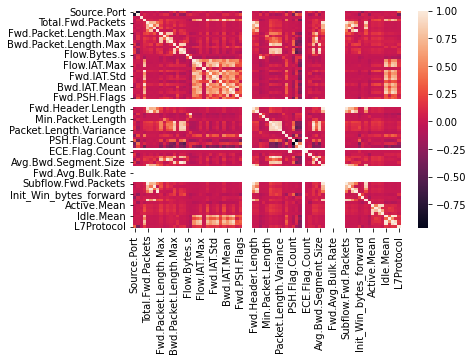 Source.Port
Total.Fwd.Packets
Fwd.Packet.Length.Max
Bwd.Packet.Length.Max
Flow.Bytes.s
Flow.IAT.Max
Fwd.IAT.Std
Bwd.IAT.Mean
Fwd.PSH.Flags
Fwd.Header.Length
Min.Packet.Length
Packet.Length.Variance
PSH.Flag.Count
ECE.Flag.Count
Avg.Bwd.Segment.Size
Fwd.Avg.Bulk.Rate
Subflow.Fwd.Packets
Init_Win_bytes_forward
Active.Mean
Idle.Mean
L7Protocol
Source.Port
Total.Fwd.Packets
Fwd.Packet.Length.Max
Bwd.Packet.Length.Max
Flow.Bytes.s
Flow.IAT.Max
Fwd.IAT.Std
Bwd.IAT.Mean
Fwd.PSH.Flags
Fwd.Header.Length
Min.Packet.Length
Packet.Length.Variance
PSH.Flag.Count
ECE.Flag.Count
Avg.Bwd.Segment.Size
Fwd.Avg.Bulk.Rate
Subflow.Fwd.Packets
Init_Win_bytes_forward
Active.Mean
Idle.Mean
L7Protocol
1.00
0.75
0.50
0.25
0.00
−0.25
−0.50
−0.75